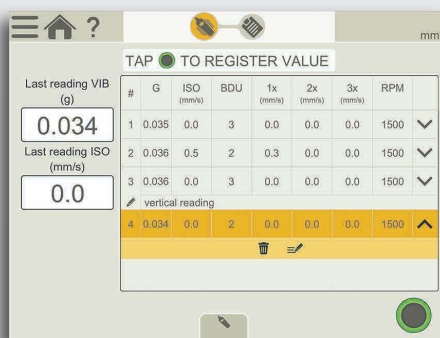 ?
mm
TAP TO REGISTER VALUE
Last reading VIB
(g)
0.034
Last reading ISO
(mm/s)
0.0
# G ISO (mm/s) BDU 1x (mm/s) 2x (mm/s) 3x (mm/s) RPM
1 0.035 0.0 3 0.0 0.0 0.0 1500
2 0.036 0.5 2 0.3 0.0 0.0 1500
3 0.036 0.0 3 0.0 0.0 0.0 1500
vertical reading
4 0.034 0.0 2 0.0 0.0 0.0 1500